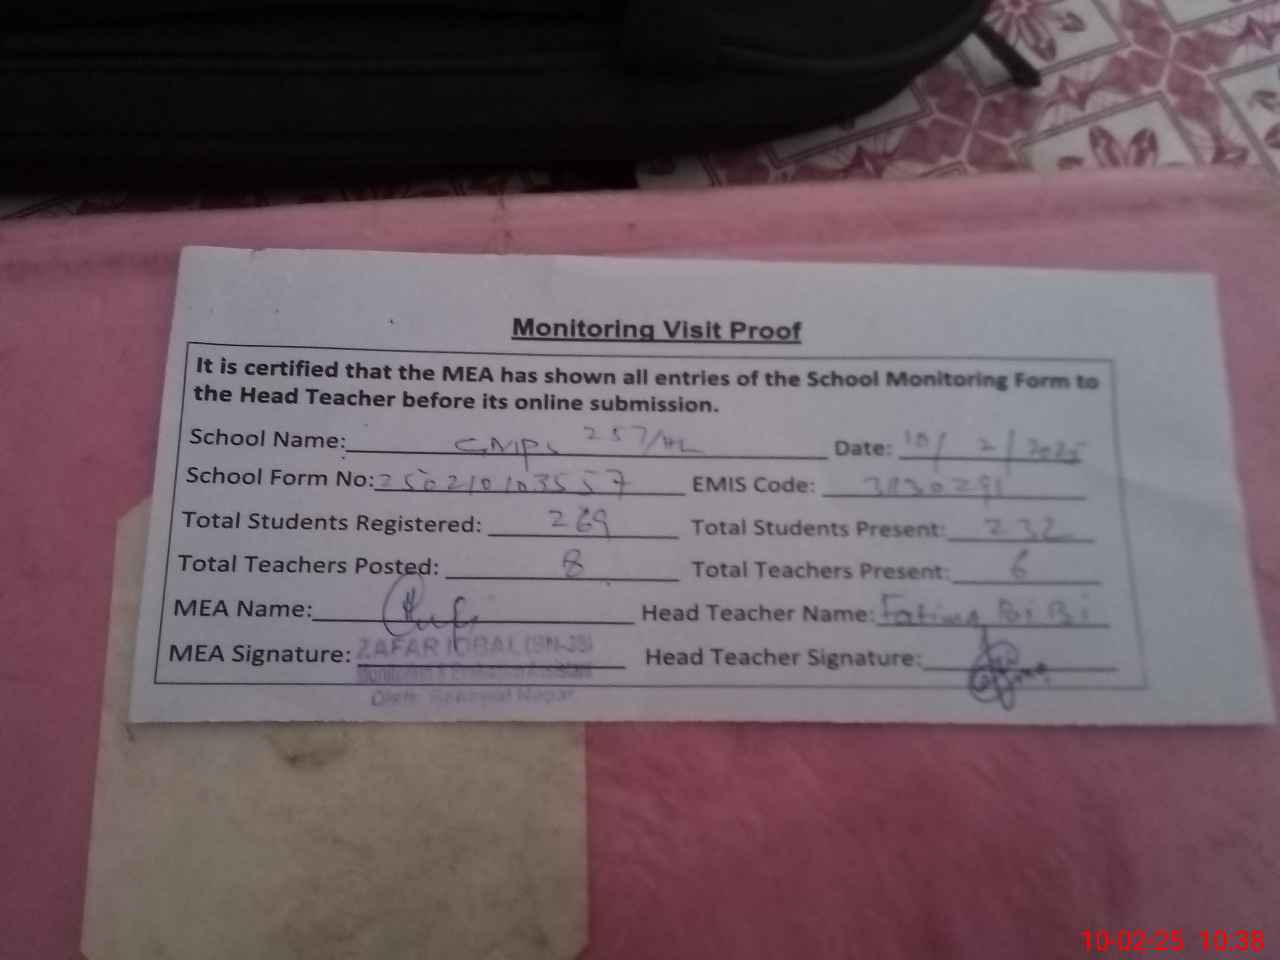 Monitoring Visit Proof
It is certified that the MEA has shown all entries of the School Monitoring Form to
the Head Teacher before its online submission.
School Name: GMPS 257/HL Date: 10/2/2025
School Form No: 250210103557 EMIS Code: 31130291
Total Students Registered: 269 Total Students Present: 232
Total Teachers Posted: 8 Total Teachers Present: 6
MEA Name: Head Teacher Name: Fatima Bi Bi
MEA Signature: ZAFAR IQBAL Head Teacher Signature:
10-02-25 10:38